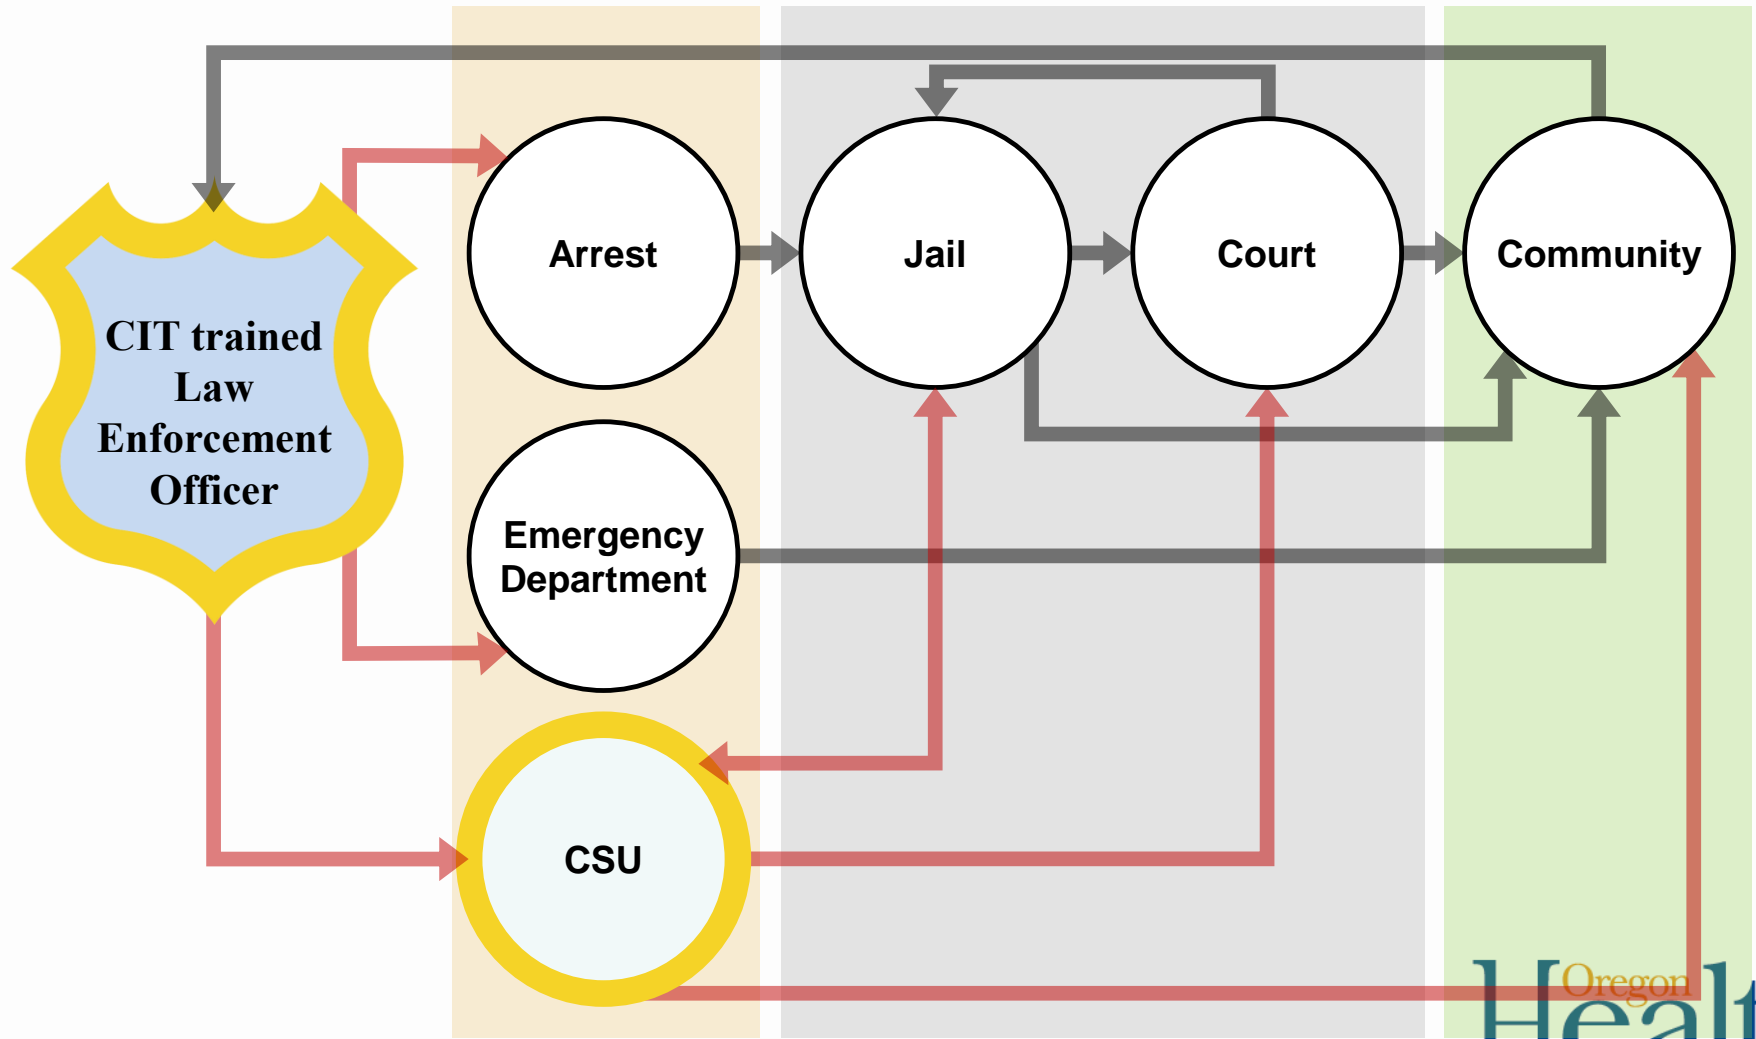 CIT trained
Law
Enforcement
Officer
Arrest
Jail
Court
Community
Emergency
Department
CSU
Oregon
Healt